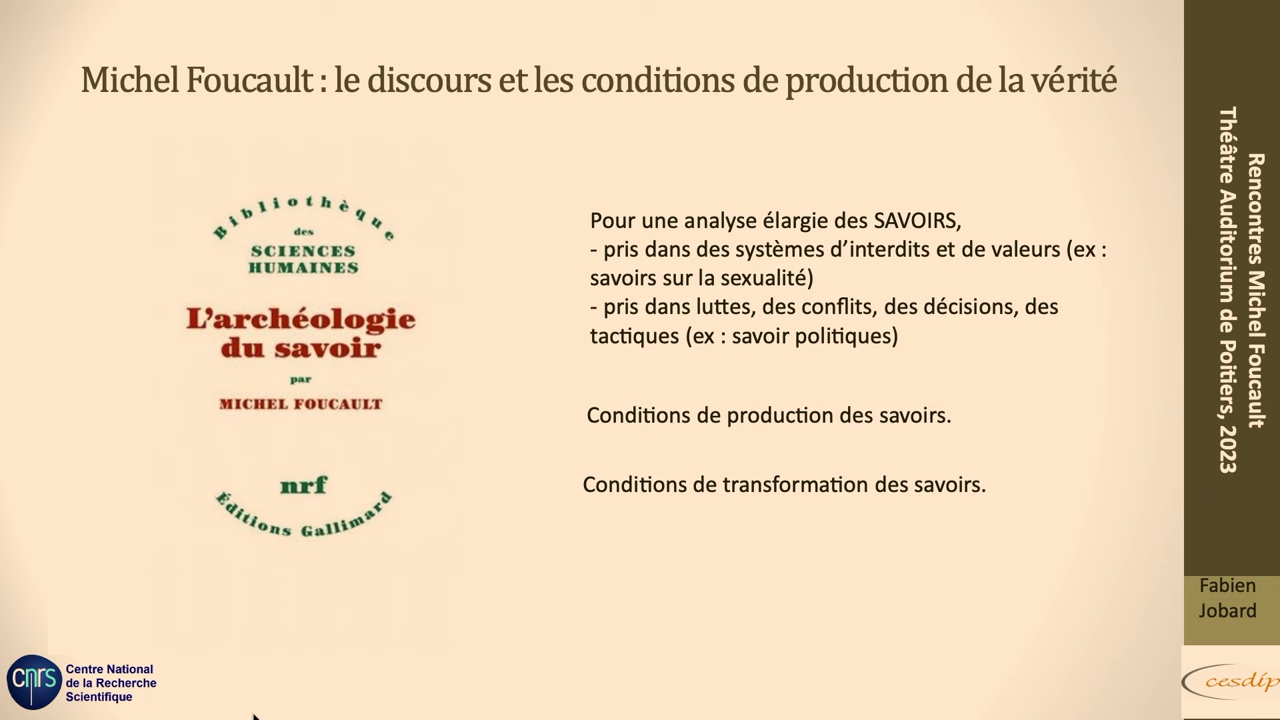 Michel Foucault : le discours et les conditions de production de la vérité
Bibliothèque
des
SCIENCES
HUMAINES
L'archéologie
du savoir
par
MICHEL FOUCAULT
nrf
Éditions Gallimard
Pour une analyse élargie des SAVOIRS,
- pris dans des systèmes d’interdits et de valeurs (ex :
savoirs sur la sexualité)
- pris dans luttes, des conflits, des décisions, des
tactiques (ex : savoir politiques)
Conditions de production des savoirs.
Conditions de transformation des savoirs.
Rencontres Michel Foucault
Théâtre Auditorium de Poitiers, 2023
Fabien
Jobard
cnrs
Centre National
de la Recherche
Scientifique
cesdip